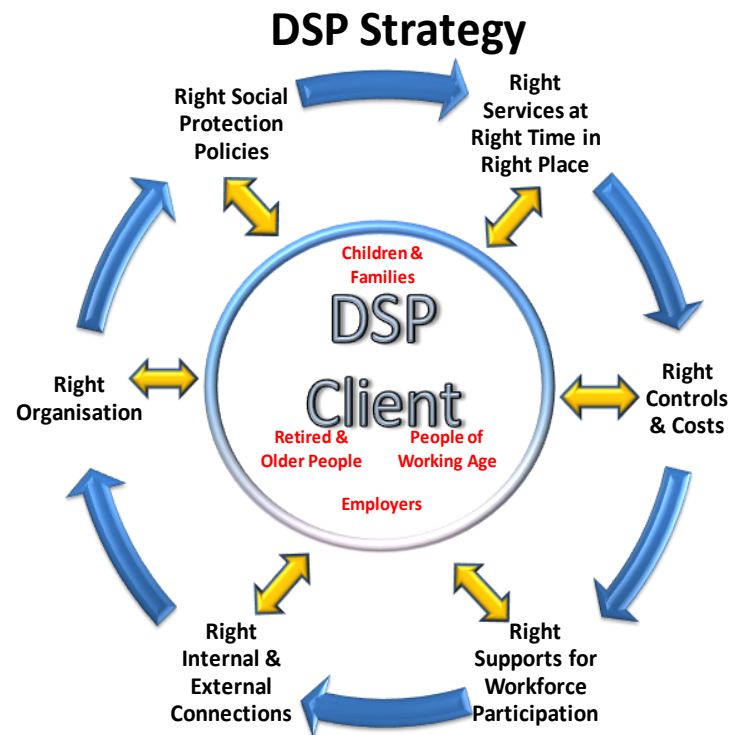 DSP Strategy
Right Social
Protection
Policies
Right
Services at
Right Time in
Right Place
Children &
Families
DSP
Client
Retired &
Older People
People of
Working Age
Employers
Right
Controls
& Costs
Right
Supports for
Workforce
Participation
Right
Internal &
External
Connections
Right
Organisation